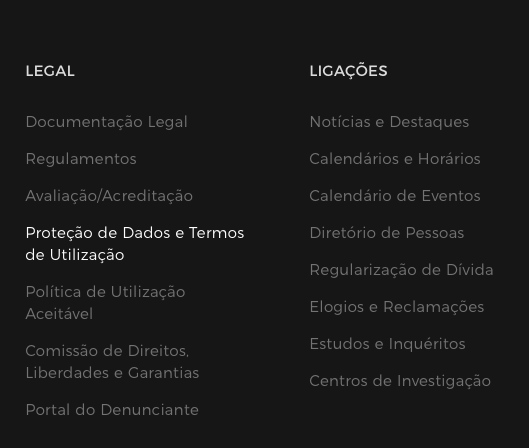 LEGAL
Documentação Legal
Regulamentos
Avaliação/Acreditação
Proteção de Dados e Termos
de Utilização
Política de Utilização
Aceitável
Comissão de Direitos,
Liberdades e Garantias
Portal do Denunciante
LIGAÇÕES
Notícias e Destaques
Calendários e Horários
Calendário de Eventos
Diretório de Pessoas
Regularização de Dívida
Elogios e Reclamações
Estudos e Inquéritos
Centros de Investigação